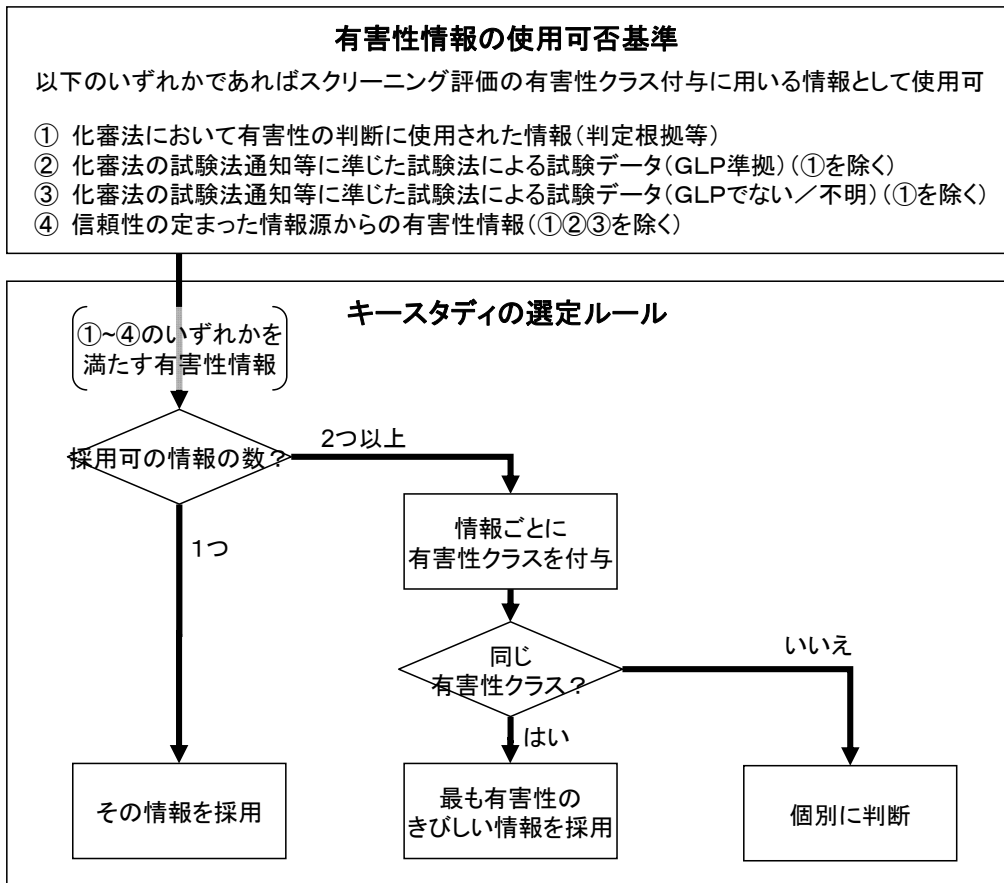 有害性情報の使用可否基準
以下のいずれかであればスクリーニング評価の有害性クラス付与に用いる情報として使用可
① 化審法において有害性の判断に使用された情報(判定根拠等)
② 化審法の試験法通知等に準じた試験法による試験データ(GLP準拠)(①を除く)
③ 化審法の試験法通知等に準じた試験法による試験データ(GLPでない/不明)(①を除く)
④ 信頼性の定まった情報源からの有害性情報(①②③を除く)
キースタディの選定ルール
①~④のいずれかを
満たす有害性情報
採用可の情報の数?
2つ以上
1つ
情報ごとに
有害性クラスを付与
同じ
有害性クラス?
いいえ
はい
その情報を採用
最も有害性の
きびしい情報を採用
個別に判断